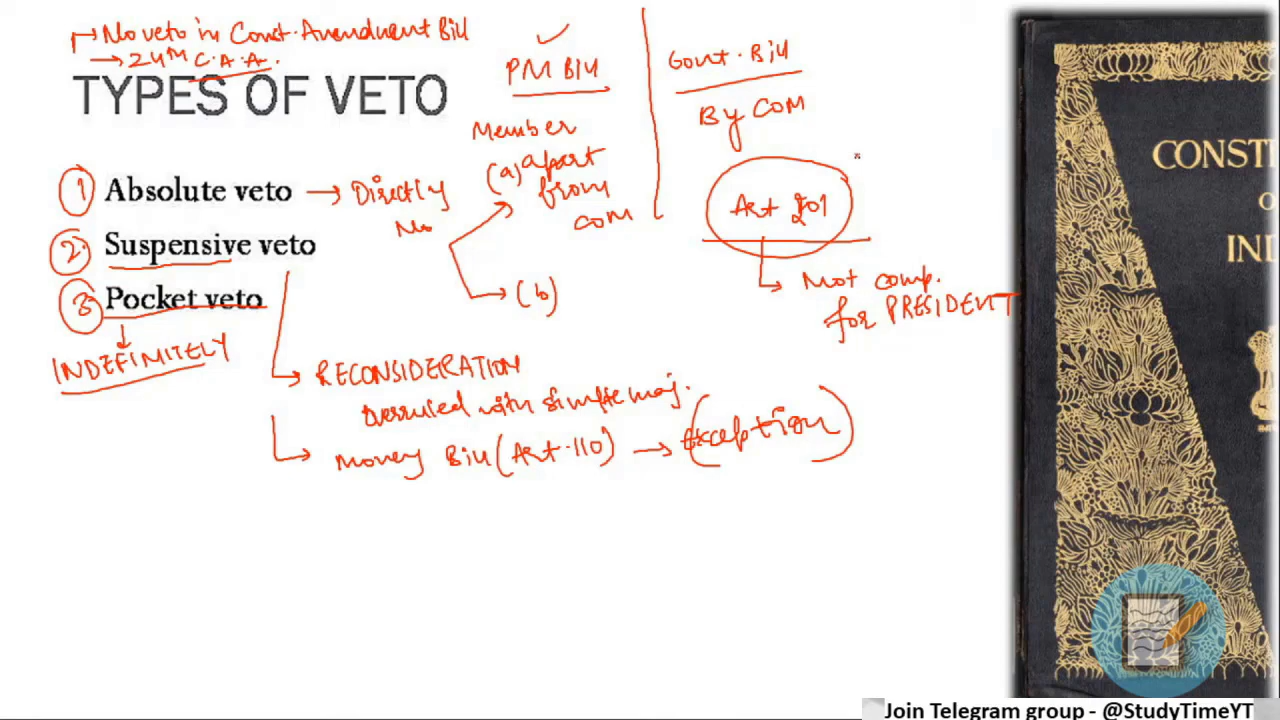 No veto in Const. Amendment Bill
→ 24th C.A.A.
TYPES OF VETO
PM Bill
Member
(a) apart
from
COM
(b)
Govt. Bill
By COM
Art 201
Not comp.
for PRESIDENT
1 Absolute veto → Directly
No
2. Suspensive veto
3 Pocket veto
INDEFINITELY
RECONSIDERATION
Overruled with simple maj.
Money Bill (Art. 110) → Exception
CONST
O
IND
Join Telegram group - @StudyTimeYT